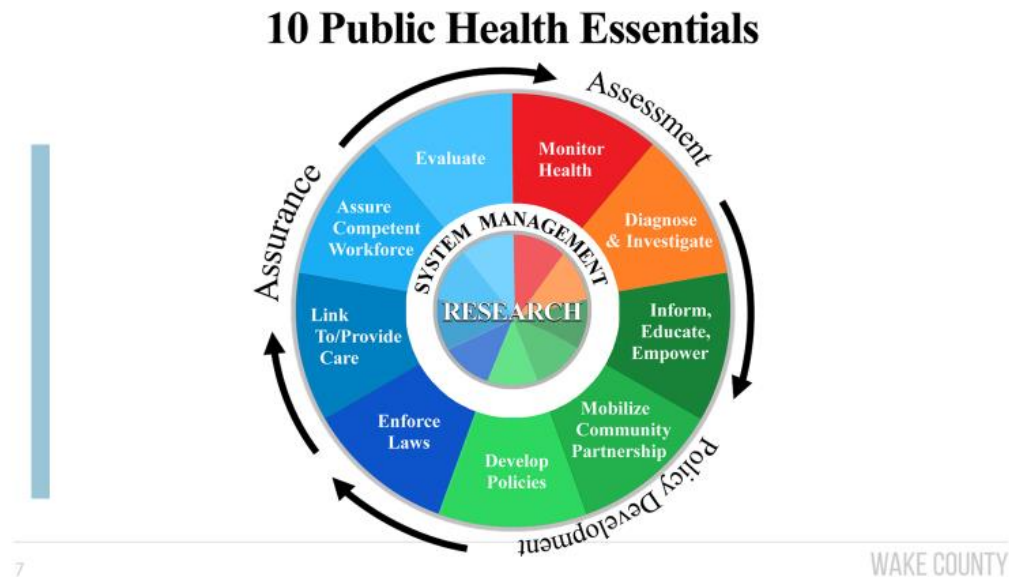 10 Public Health Essentials
Assessment
Monitor
Health
Diagnose
& Investigate
Inform,
Educate,
Empower
Policy Development
Mobilize
Community
Partnership
Develop
Policies
Enforce
Laws
Assurance
Link
To/Provide
Care
Assure
Competent
Workforce
Evaluate
SYSTEM MANAGEMENT
RESEARCH
7
WAKE COUNTY